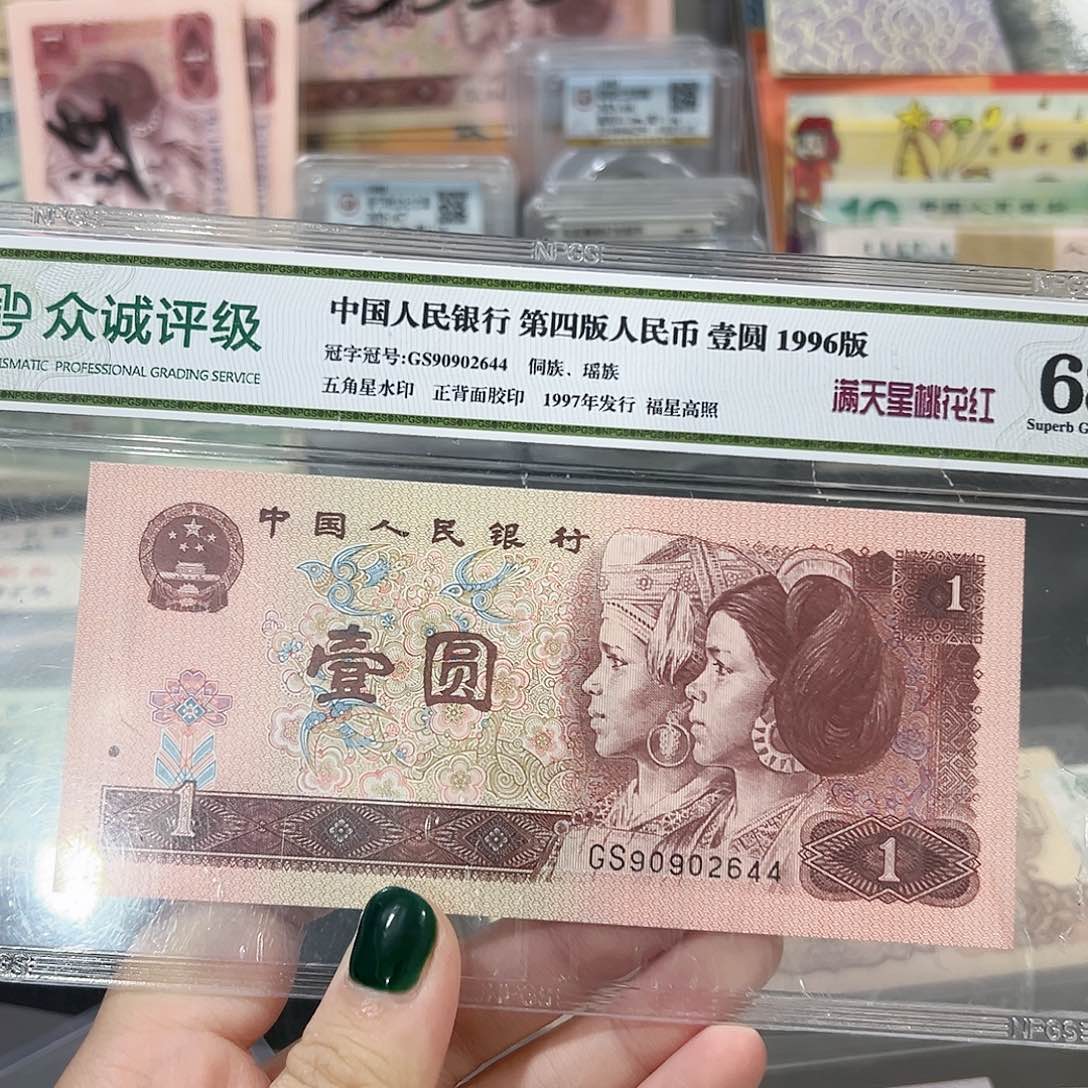 众诚评级
ISMATIC PROFESSIONAL GRADING SERVICE
中国人民银行 第四版人民币 壹圆 1996版
冠字冠号:GS90902644 侗族、瑶族
五角星水印 正背面胶印 1997年发行 福星高照
满天星桃花红
Superb G
中国人民银行
壹圆
1
1
1
GS90902644
NPGS
10